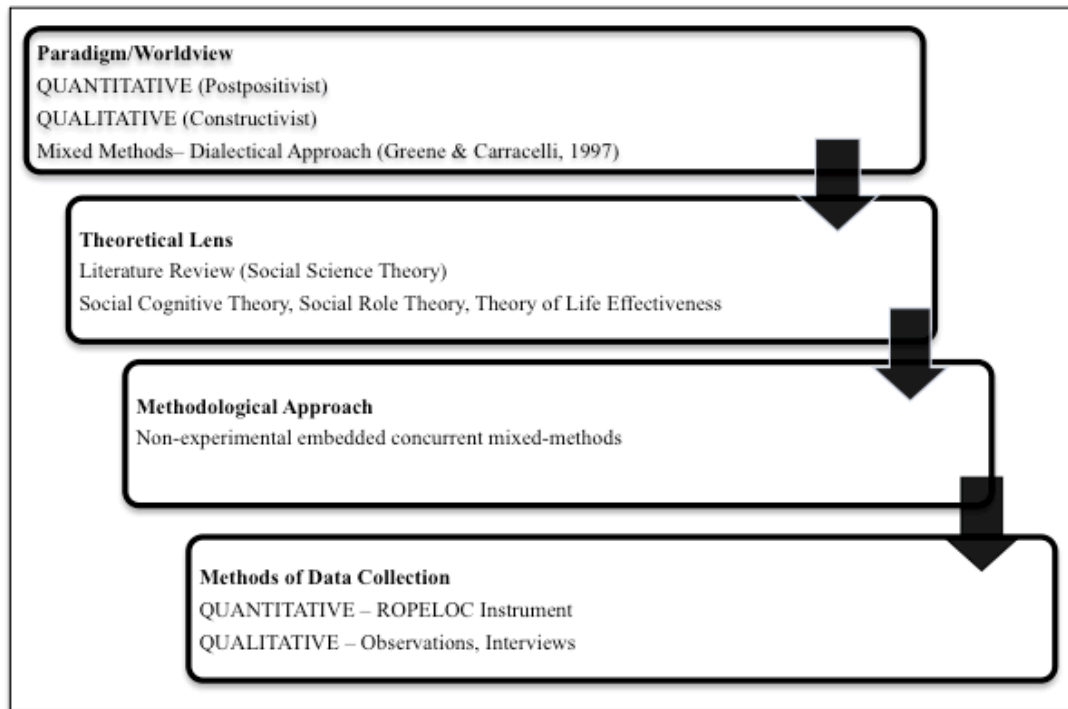 Paradigm/Worldview
QUANTITATIVE (Postpositivist)
QUALITATIVE (Constructivist)
Mixed Methods– Dialectical Approach (Greene & Carracelli, 1997)
Theoretical Lens
Literature Review (Social Science Theory)
Social Cognitive Theory, Social Role Theory, Theory of Life Effectiveness
Methodological Approach
Non-experimental embedded concurrent mixed-methods
Methods of Data Collection
QUANTITATIVE – ROPELOC Instrument
QUALITATIVE – Observations, Interviews